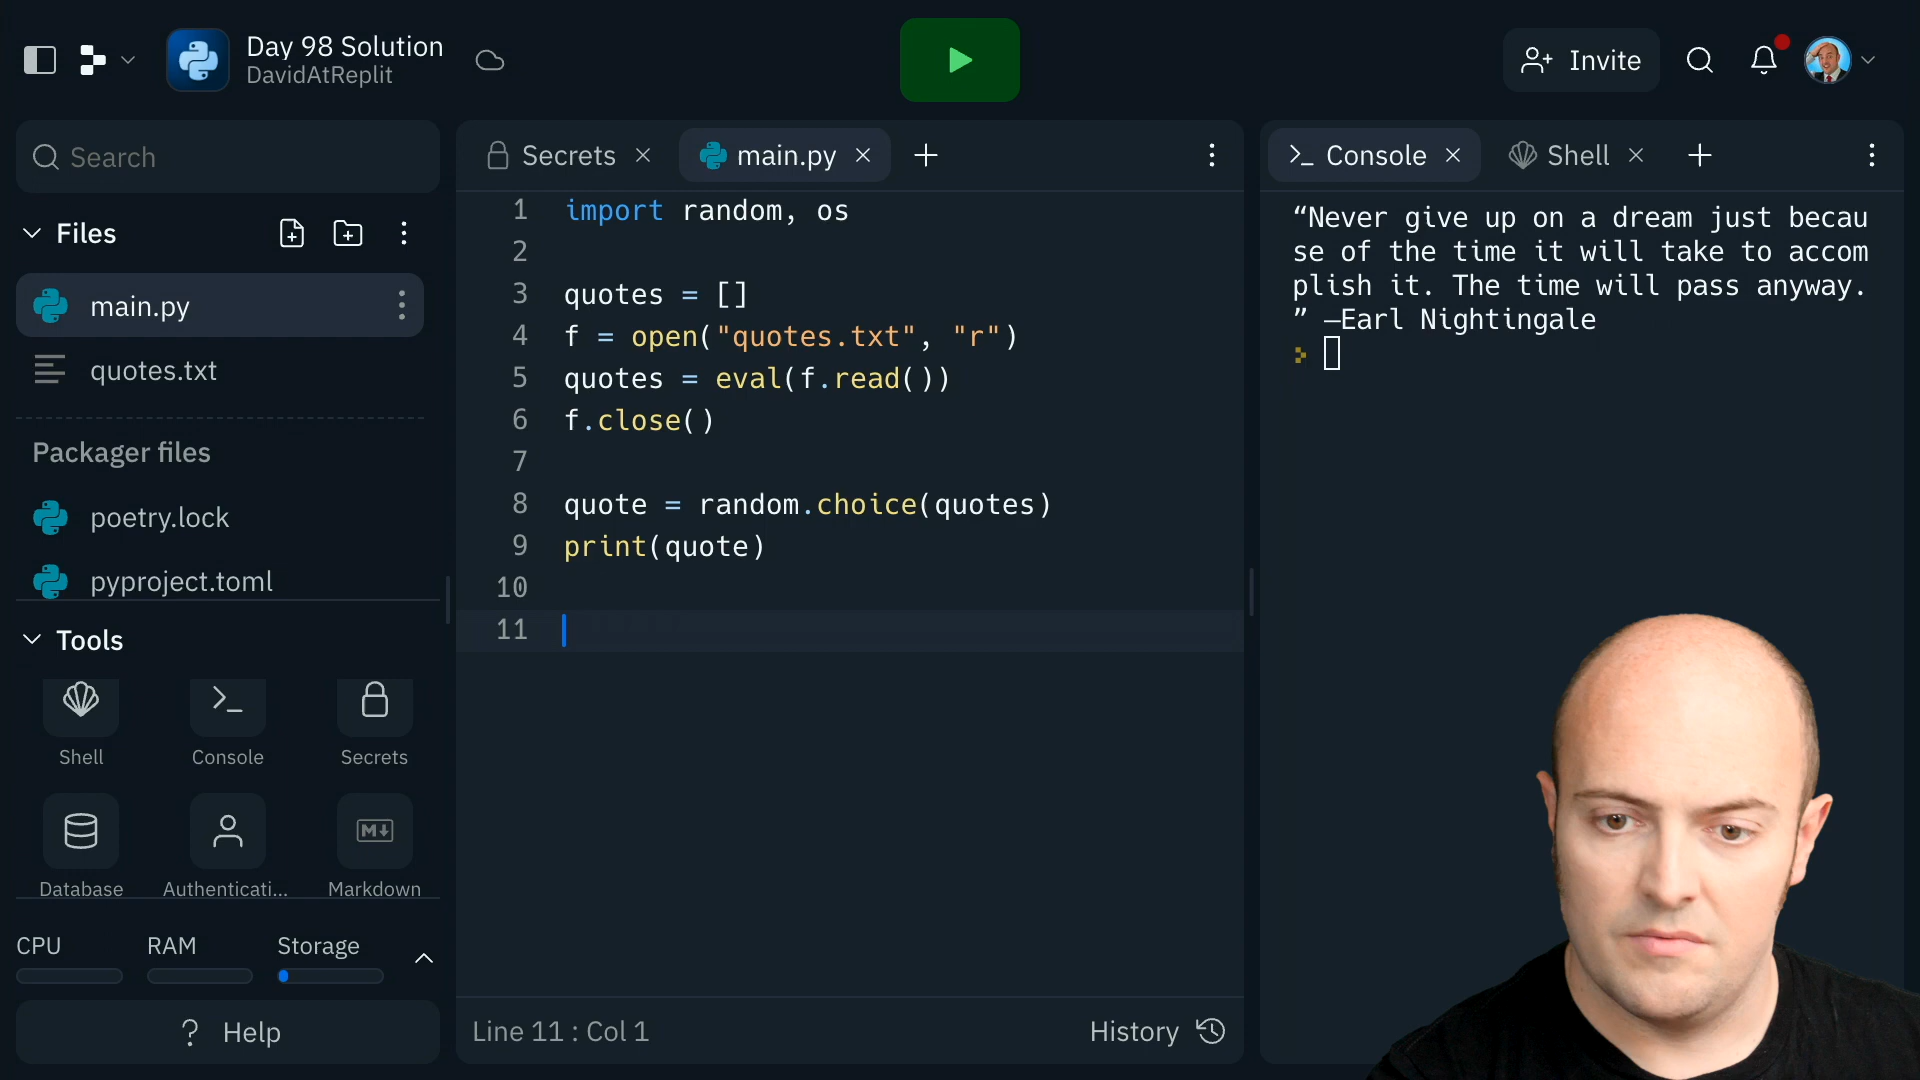 Day 98 Solution
DavidAtReplit
Invite
Search
Files
main.py
quotes.txt
Packager files
poetry.lock
pyproject.toml
Tools
Shell
Console
Secrets
Database
Authenticati...
Markdown
CPU
RAM
Storage
? Help
Secrets
main.py
1 import random, os
2
3 quotes = []
4 f = open("quotes.txt", "r")
5 quotes = eval(f.read())
6 f.close()
7
8 quote = random.choice(quotes)
9 print(quote)
10
11
Line 11 : Col 1
History
Console
Shell
“Never give up on a dream just becau
se of the time it will take to accom
plish it. The time will pass anyway.
” —Earl Nightingale